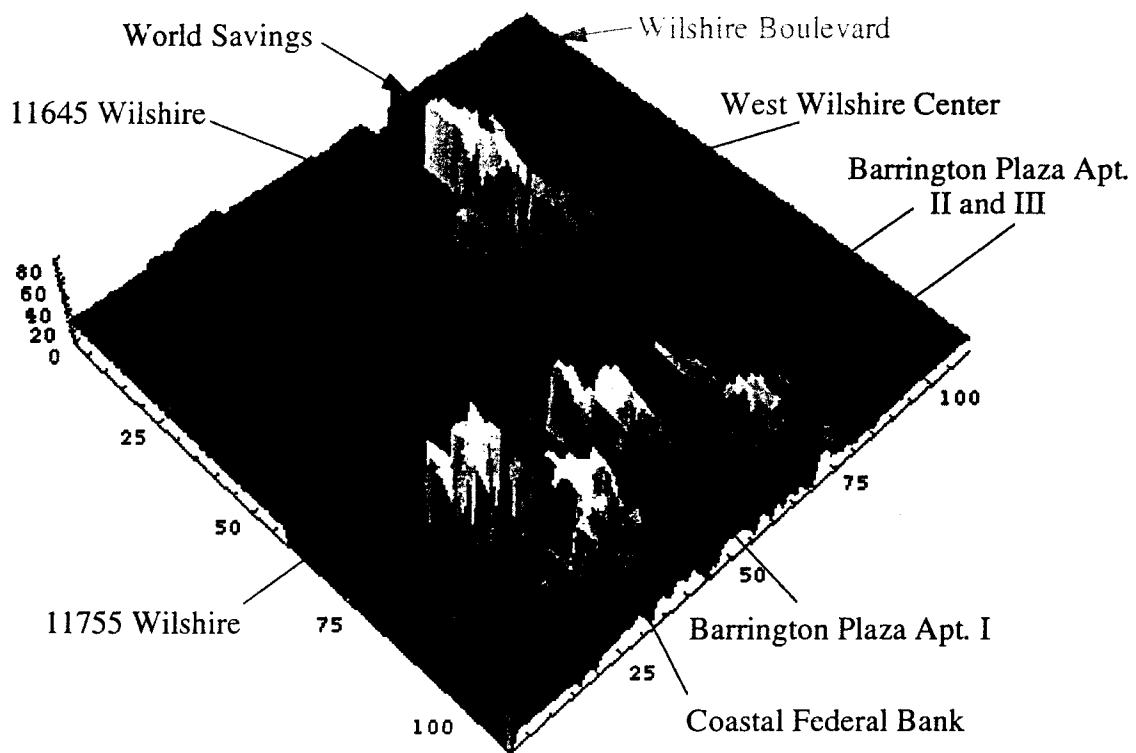 World Savings
Wilshire Boulevard
11645 Wilshire
West Wilshire Center
Barrington Plaza Apt.
II and III
80
60
40
20
0
25
50
75
100
100
75
50
25
11755 Wilshire
Barrington Plaza Apt. I
Coastal Federal Bank